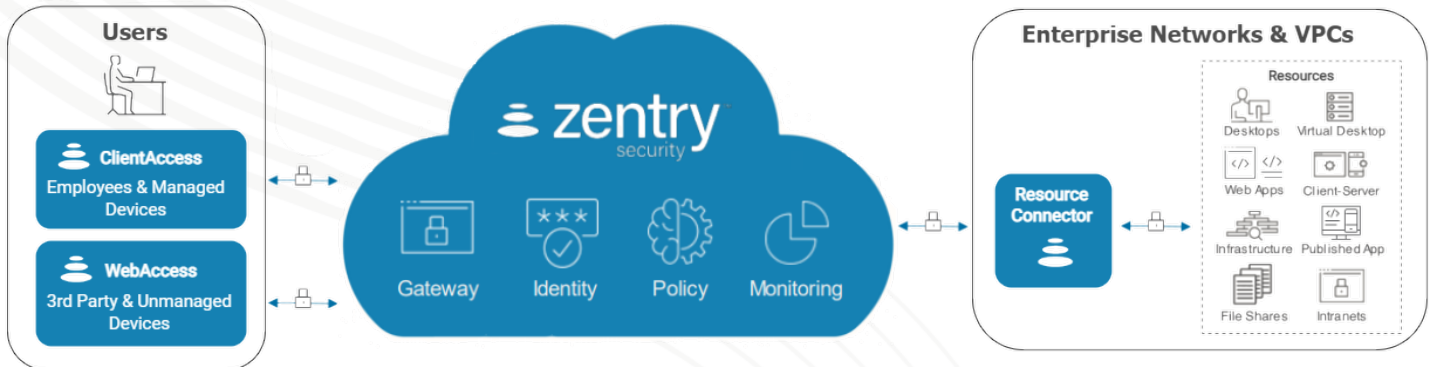 Users
ClientAccess
Employees & Managed
Devices
WebAccess
3rd Party & Unmanaged
Devices
zentry™
security
***
Gateway
Identity
Policy
Monitoring
Enterprise Networks & VPCs
Resource
Connector
Resources
Desktops
Virtual Desktop
</>
</>
Web Apps
Client-Server
Infrastructure
</>
Published App
File Shares
Intranets